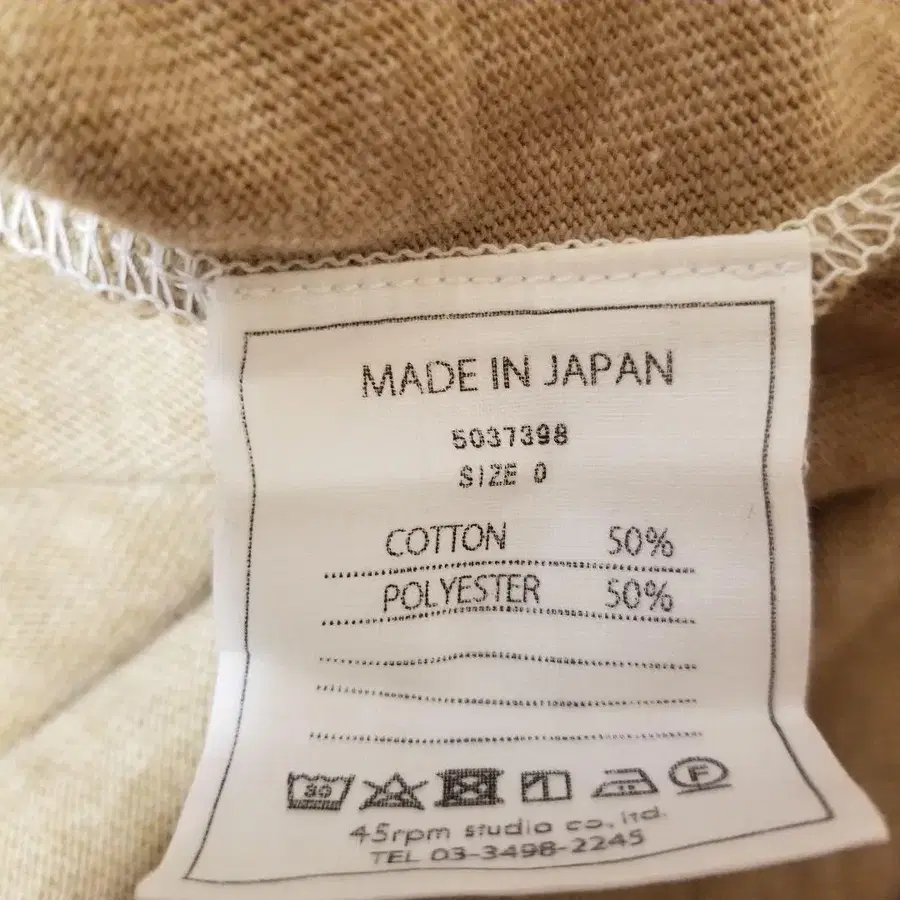 MADE IN JAPAN
5037398
SIZE 0
COTTON 50%
POLYESTER 50%
30 F
45rpm studio co., ltd.
TEL 03-3498-2245